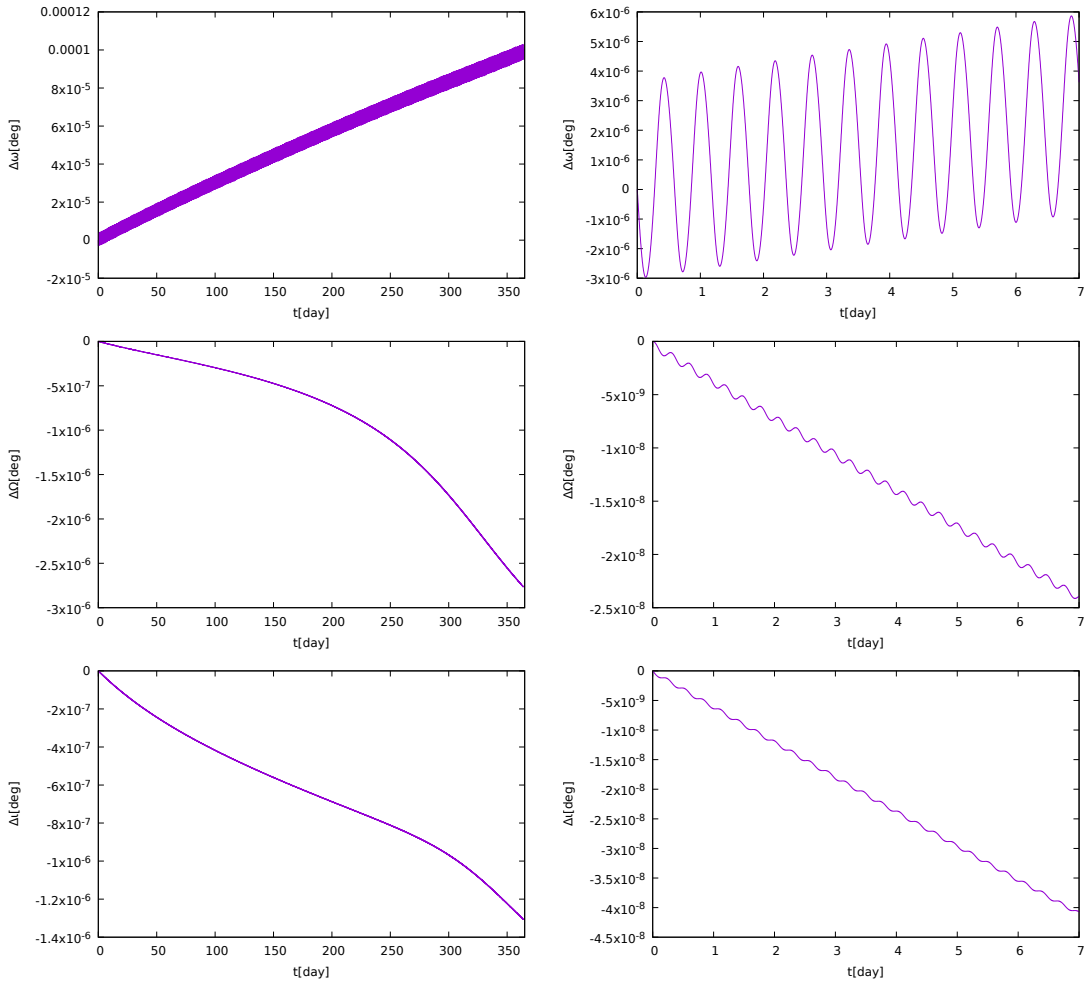 0.00012
0.0001
8x10⁻⁵
6x10⁻⁵
4x10⁻⁵
2x10⁻⁵
0
-2x10⁻⁵
Δω[deg]
0 50 100 150 200 250 300 350
t[day]
6x10⁻⁶
5x10⁻⁶
4x10⁻⁶
3x10⁻⁶
2x10⁻⁶
1x10⁻⁶
0
-1x10⁻⁶
-2x10⁻⁶
-3x10⁻⁶
Δω[deg]
0 1 2 3 4 5 6 7
t[day]
0
-5x10⁻⁷
-1x10⁻⁶
-1.5x10⁻⁶
-2x10⁻⁶
-2.5x10⁻⁶
-3x10⁻⁶
ΔΩ[deg]
0 50 100 150 200 250 300 350
t[day]
0
-5x10⁻⁹
-1x10⁻⁸
-1.5x10⁻⁸
-2x10⁻⁸
-2.5x10⁻⁸
ΔΩ[deg]
0 1 2 3 4 5 6 7
t[day]
0
-2x10⁻⁷
-4x10⁻⁷
-6x10⁻⁷
-8x10⁻⁷
-1x10⁻⁶
-1.2x10⁻⁶
-1.4x10⁻⁶
Δι[deg]
0 50 100 150 200 250 300 350
t[day]
0
-5x10⁻⁹
-1x10⁻⁸
-1.5x10⁻⁸
-2x10⁻⁸
-2.5x10⁻⁸
-3x10⁻⁸
-3.5x10⁻⁸
-4x10⁻⁸
-4.5x10⁻⁸
Δι[deg]
0 1 2 3 4 5 6 7
t[day]